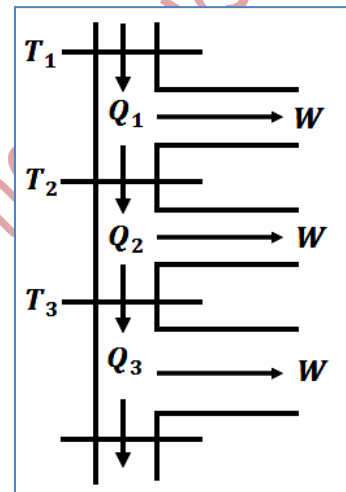 T₁
Q₁ W
T₂
Q₂ W
T₃
Q₃ W